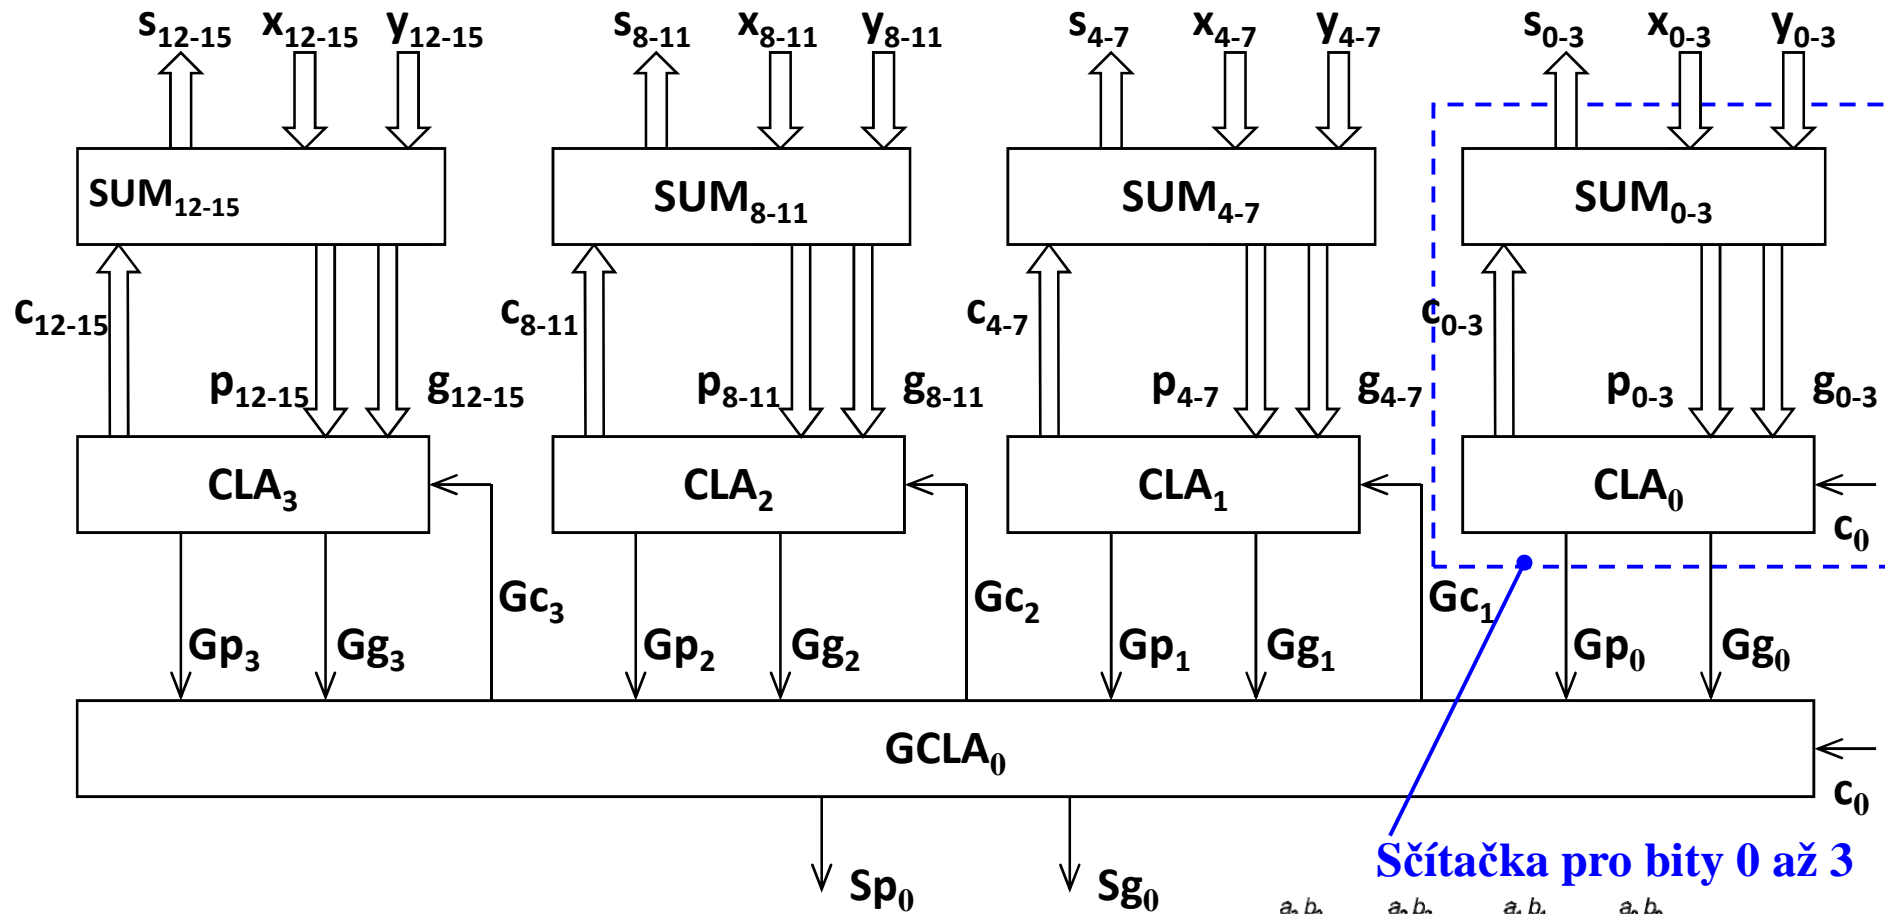 s12-15 x12-15 y12-15 s8-11 x8-11 y8-11 s4-7 x4-7 y4-7 s0-3 x0-3 y0-3
SUM12-15 SUM8-11 SUM4-7 SUM0-3
c12-15 c8-11 c4-7 c0-3
p12-15 g12-15 p8-11 g8-11 p4-7 g4-7 p0-3 g0-3
CLA3 CLA2 CLA1 CLA0
c0
Gc3 Gc2 Gc1
Gp3 Gg3 Gp2 Gg2 Gp1 Gg1 Gp0 Gg0
GCLA0
c0
Sčítačka pro bity 0 až 3
Sp0 Sg0